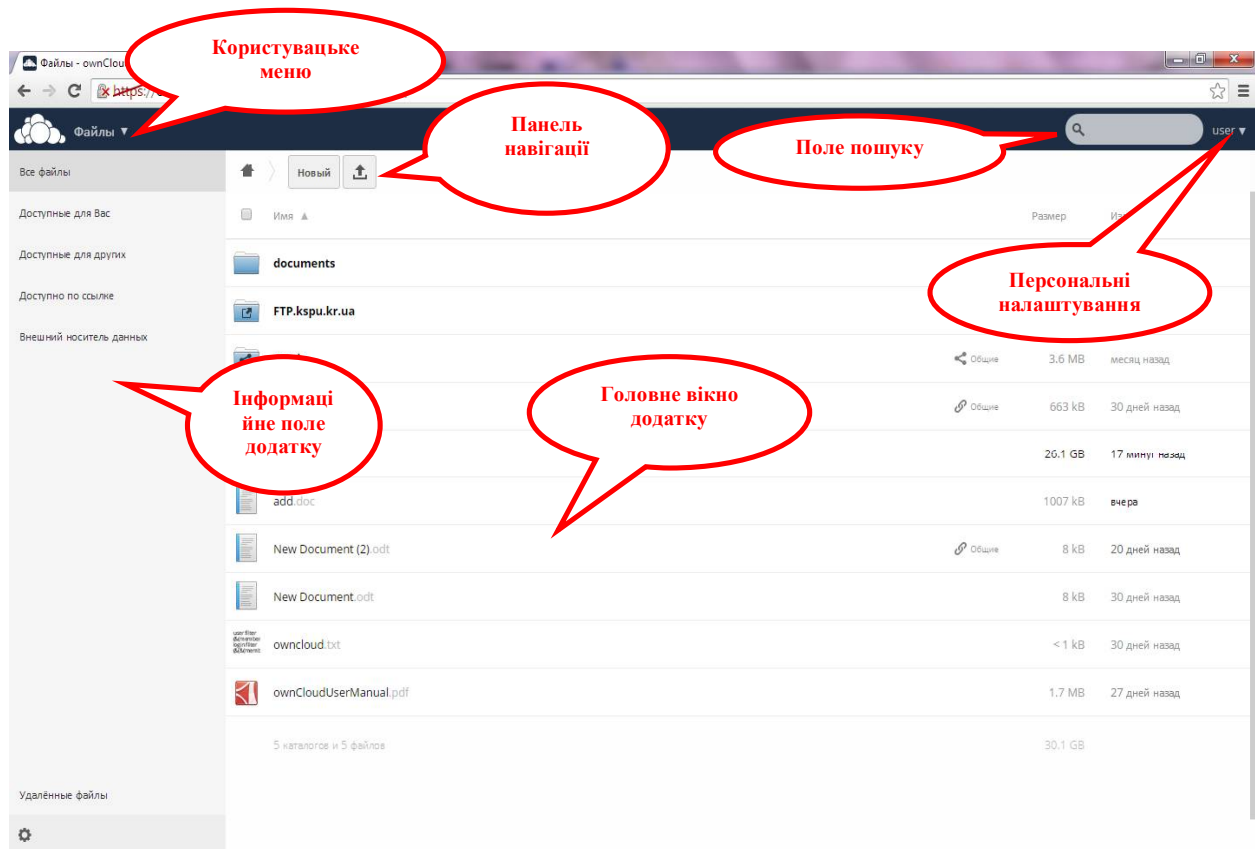 Користувацьке
меню
Файлы - ownClou
https:/
Файлы ▼
Панель
навігації
Поле пошуку
user ▼
Все файлы
Новый
Доступные для Вас
Имя ▲
Размер
Доступные для других
documents
Персональні
налаштування
Доступно по ссылке
FTP.kspu.kr.ua
Внешний носитель данных
Общие 3.6 MB месяц назад
Інформаці
йне поле
додатку
Головне вікно
додатку
Общие 663 kB 30 дней назад
26.1 GB 17 минут назад
add.doc 1007 kB вчера
New Document (2).odt Общие 8 kB 20 дней назад
New Document.odt 8 kB 30 дней назад
owncloud.txt < 1 kB 30 дней назад
ownCloudUserManual.pdf 1.7 MB 27 дней назад
5 каталогов и 5 файлов 30.1 GB
Удалённые файлы